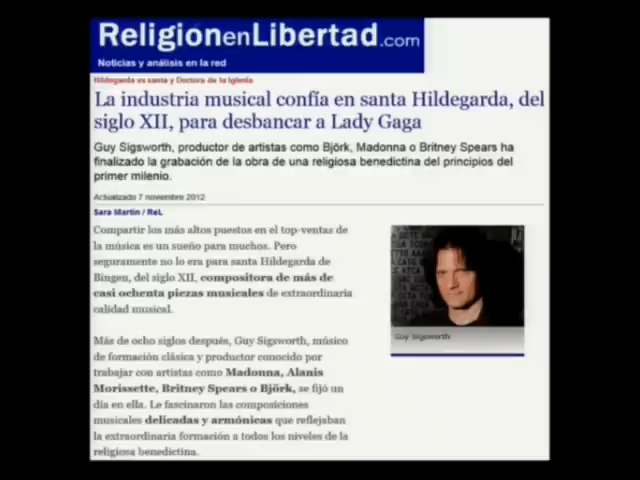 ReligiónenLibertad.com
Noticias y análisis en la red
Hildegarda es santa y Doctora de la Iglesia
La industria musical confía en santa Hildegarda, del
siglo XII, para desbancar a Lady Gaga
Guy Sigsworth, productor de artistas como Björk, Madonna o Britney Spears ha
finalizado la grabación de la obra de una religiosa benedictina del principios del
primer milenio.
Actualizado 7 noviembre 2012
Sara Martín / ReL
Compartir los más altos puestos en el top-ventas de
la música es un sueño para muchos. Pero
seguramente no lo era para santa Hildegarda de
Bingen, del siglo XII, compositora de más de
casi ochenta piezas musicales de extraordinaria
calidad musical.
Guy Sigsworth
Más de ocho siglos después, Guy Sigsworth, músico
de formación clásica y productor conocido por
trabajar con artistas como Madonna, Alanis
Morissette, Britney Spears o Björk, se fijó un
día en ella. Le fascinaron las composiciones
musicales delicadas y armónicas que reflejaban
la extraordinaria formación a todos los niveles de la
religiosa benedictina.